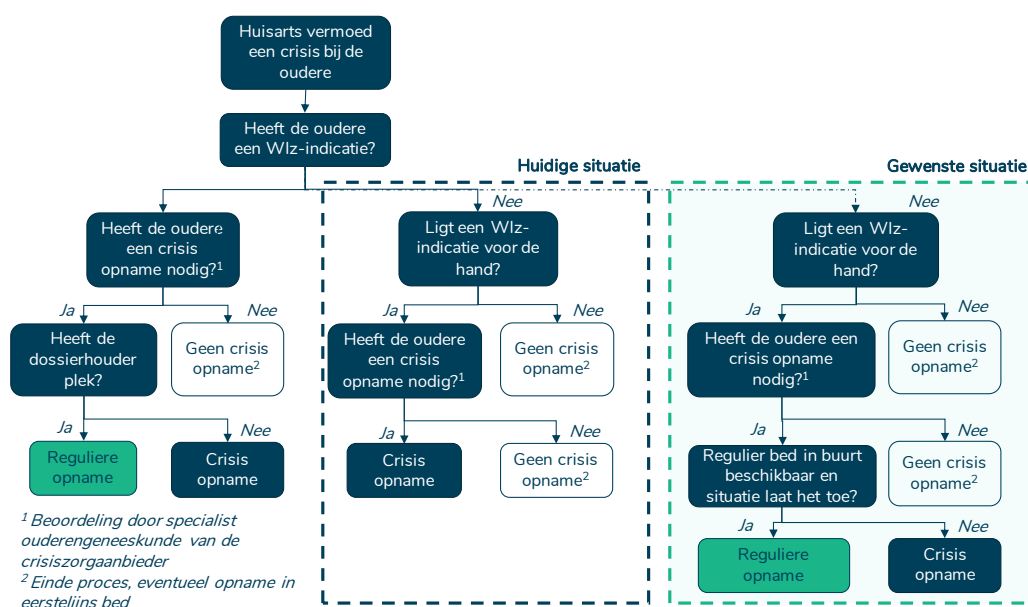 Huisarts vermoed
een crisis bij de
oudere
Heeft de oudere
een Wlz-indicatie?
Huidige situatie
Gewenste situatie
Nee
Nee
Heeft de oudere
een crisis
opname nodig?1
Ligt een Wlz-
indicatie voor de
hand?
Ligt een Wlz-
indicatie voor de
hand?
Ja
Nee
Ja
Nee
Ja
Nee
Heeft de
dossierhouder
plek?
Geen crisis
opname2
Heeft de oudere
een crisis
opname nodig?1
Geen crisis
opname2
Heeft de oudere een
crisis opname
nodig?1
Geen crisis
opname2
Ja
Nee
Ja
Nee
Ja
Nee
Reguliere
opname
Crisis
opname
Crisis
opname
Geen crisis
opname2
Regulier bed in buurt
beschikbaar en
situatie laat het toe?
Geen crisis
opname2
Ja
Nee
Reguliere
opname
Crisis
opname
1 Beoordeling door specialist
ouderengeneeskunde van de
crisiszorgaanbieder
2 Einde proces, eventueel opname in
eerstelijns bed